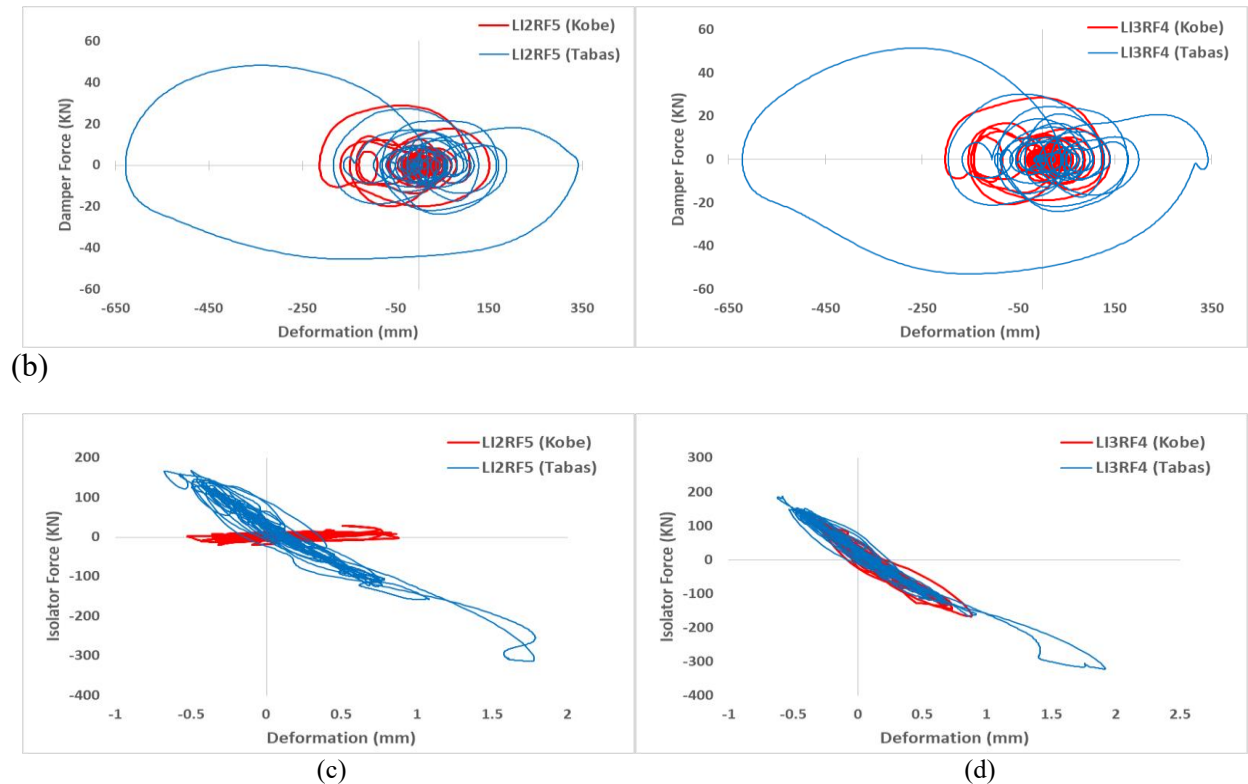 LI2RF5 (Kobe)
LI2RF5 (Tabas)
60
40
20
0
-20
-40
-60
-650
-450
-250
-50
150
350
Damper Force (KN)
Deformation (mm)
LI3RF4 (Kobe)
LI3RF4 (Tabas)
60
40
20
0
-20
-40
-60
-650
-450
-250
-50
150
350
Damper Force (KN)
Deformation (mm)
(b)
LI2RF5 (Kobe)
LI2RF5 (Tabas)
200
100
0
-100
-200
-300
-400
-1
-0.5
0
0.5
1
1.5
2
Isolator Force (KN)
Deformation (mm)
(c)
LI3RF4 (Kobe)
LI3RF4 (Tabas)
300
200
100
0
-100
-200
-300
-400
-1
-0.5
0
0.5
1
1.5
2
2.5
Isolator Force (KN)
Deformation (mm)
(d)